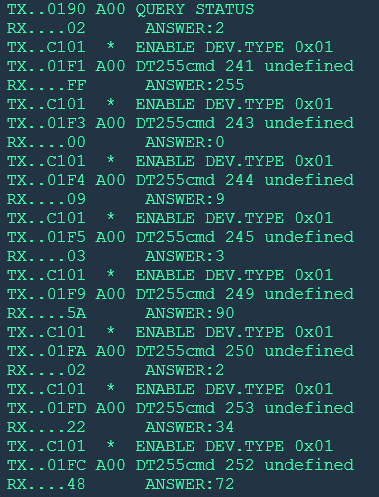 TX..0190 A00 QUERY STATUS
RX....02 ANSWER:2
TX..C101 * ENABLE DEV.TYPE 0x01
TX..01F1 A00 DT255cmd 241 undefined
RX....FF ANSWER:255
TX..C101 * ENABLE DEV.TYPE 0x01
TX..01F3 A00 DT255cmd 243 undefined
RX....00 ANSWER:0
TX..C101 * ENABLE DEV.TYPE 0x01
TX..01F4 A00 DT255cmd 244 undefined
RX....09 ANSWER:9
TX..C101 * ENABLE DEV.TYPE 0x01
TX..01F5 A00 DT255cmd 245 undefined
RX....03 ANSWER:3
TX..C101 * ENABLE DEV.TYPE 0x01
TX..01F9 A00 DT255cmd 249 undefined
RX....5A ANSWER:90
TX..C101 * ENABLE DEV.TYPE 0x01
TX..01FA A00 DT255cmd 250 undefined
RX....02 ANSWER:2
TX..C101 * ENABLE DEV.TYPE 0x01
TX..01FD A00 DT255cmd 253 undefined
RX....22 ANSWER:34
TX..C101 * ENABLE DEV.TYPE 0x01
TX..01FC A00 DT255cmd 252 undefined
RX....48 ANSWER:72